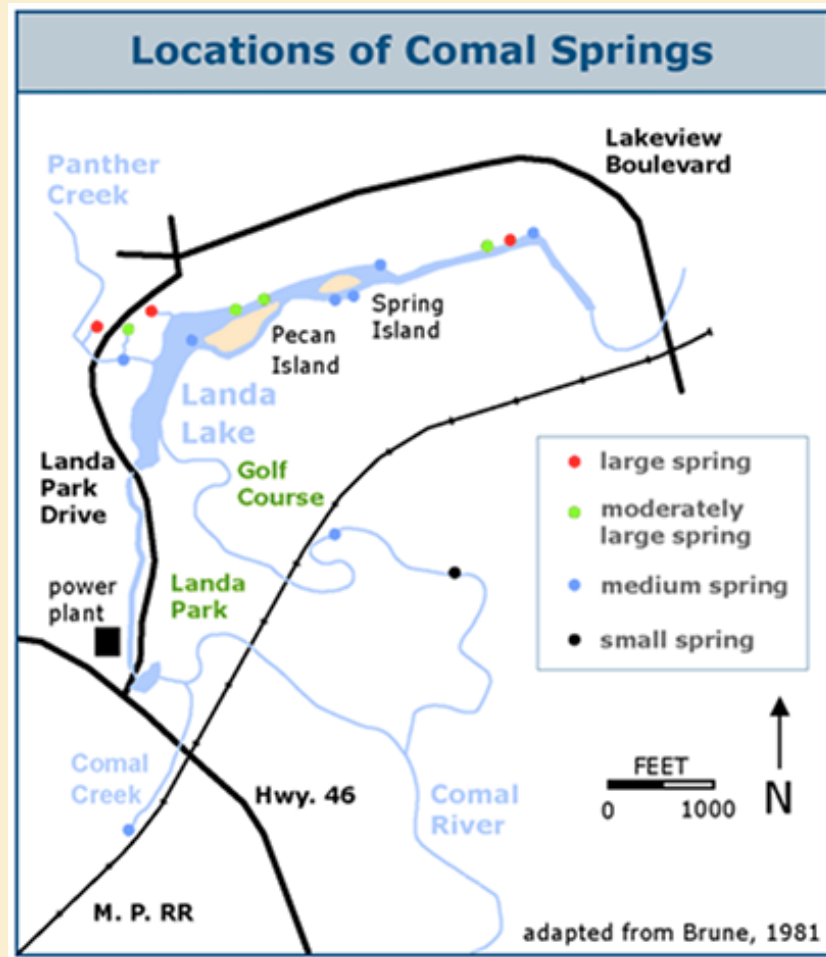 Locations of Comal Springs
Lakeview
Boulevard
Panther
Creek
Spring
Island
Pecan
Island
Landa
Lake
Landa
Park
Drive
Golf
Course
large spring
moderately
large spring
medium spring
small spring
Landa
Park
power
plant
Comal
Creek
Hwy. 46
Comal
River
FEET
0 1000
N
M. P. RR
adapted from Brune, 1981